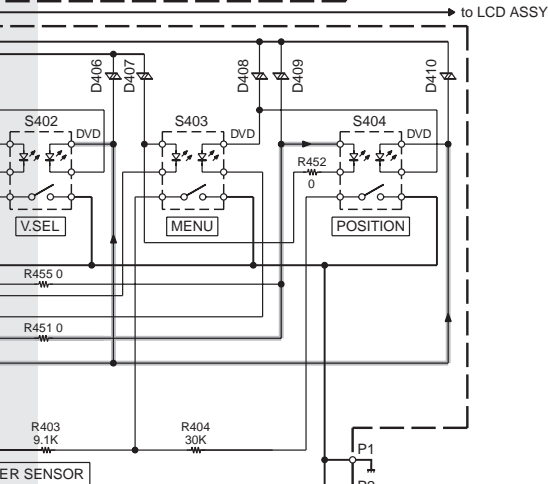 to LCD ASSY
D406
D407
D408
D409
D410
S402
S403
S404
DVD
DVD
DVD
R452
0
V.SEL
MENU
POSITION
R455 0
R451 0
R403
9.1K
R404
30K
P1
ER SENSOR